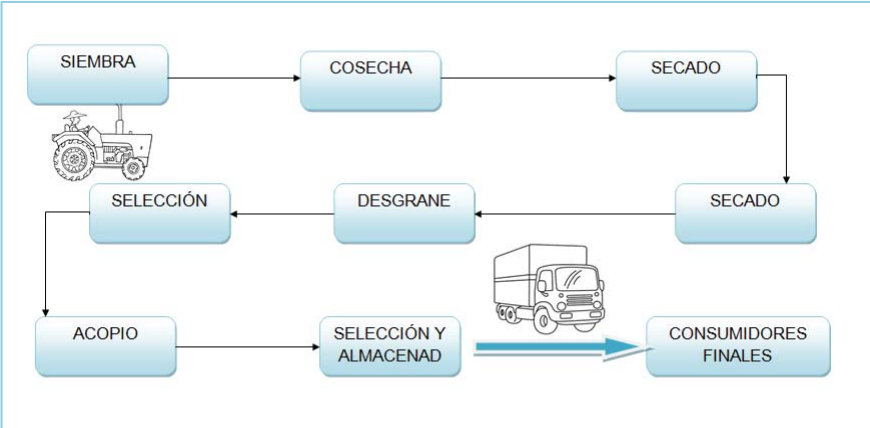 SIEMBRA
COSECHA
SECADO
SECADO
DESGRANE
SELECCIÓN
ACOPIO
SELECCIÓN Y
ALMACENAD
CONSUMIDORES
FINALES